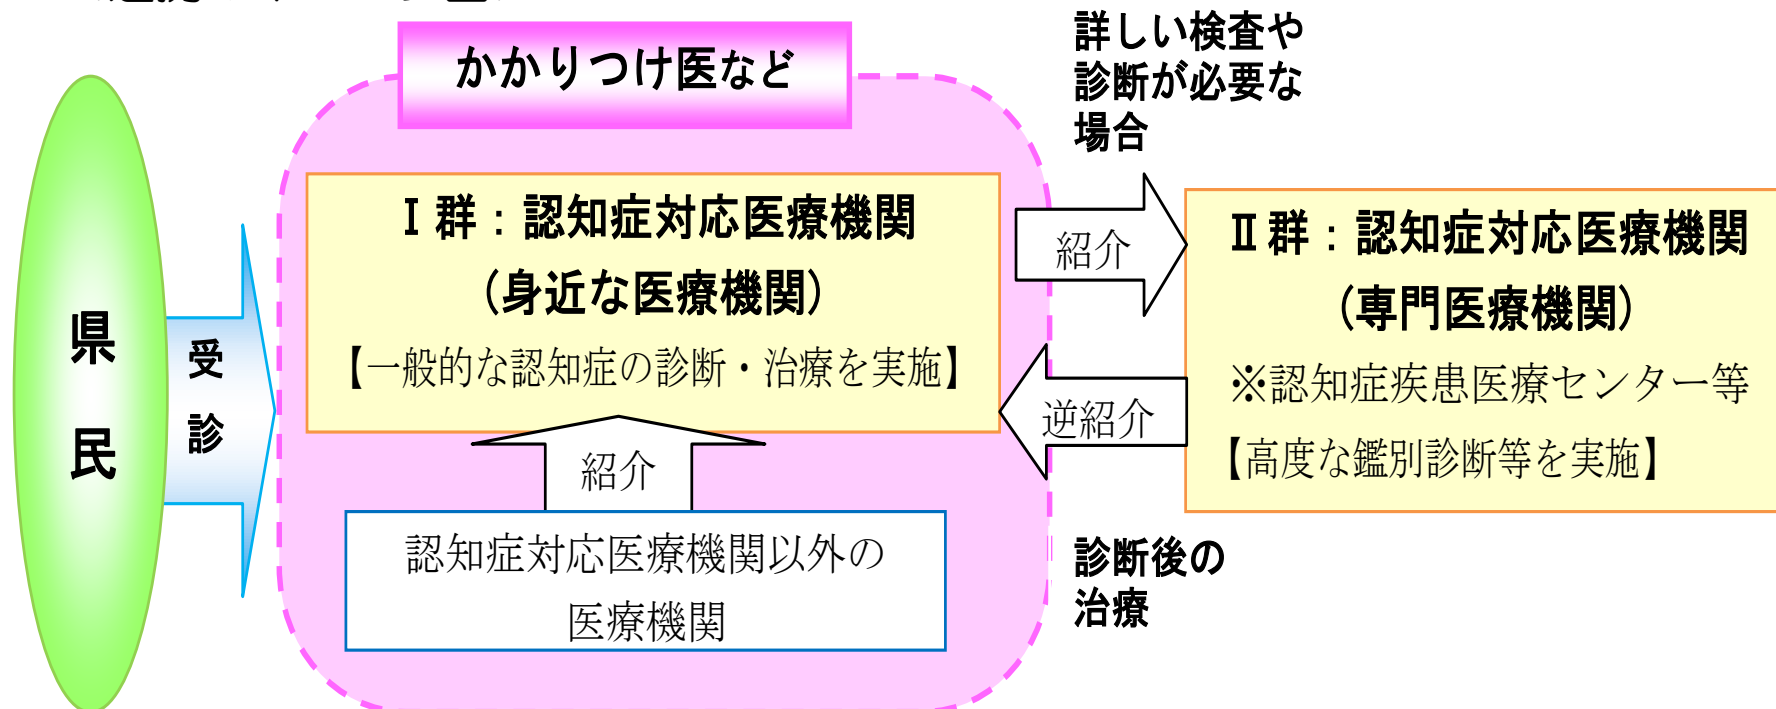 かかりつけ医など
詳しい検査や
診断が必要な
場合
県民
受診
Ⅰ群：認知症対応医療機関
(身近な医療機関)
【一般的な認知症の診断・治療を実施】
紹介
Ⅱ群：認知症対応医療機関
(専門医療機関)
※認知症疾患医療センター等
【高度な鑑別診断等を実施】
逆紹介
紹介
認知症対応医療機関以外の
医療機関
診断後の
治療